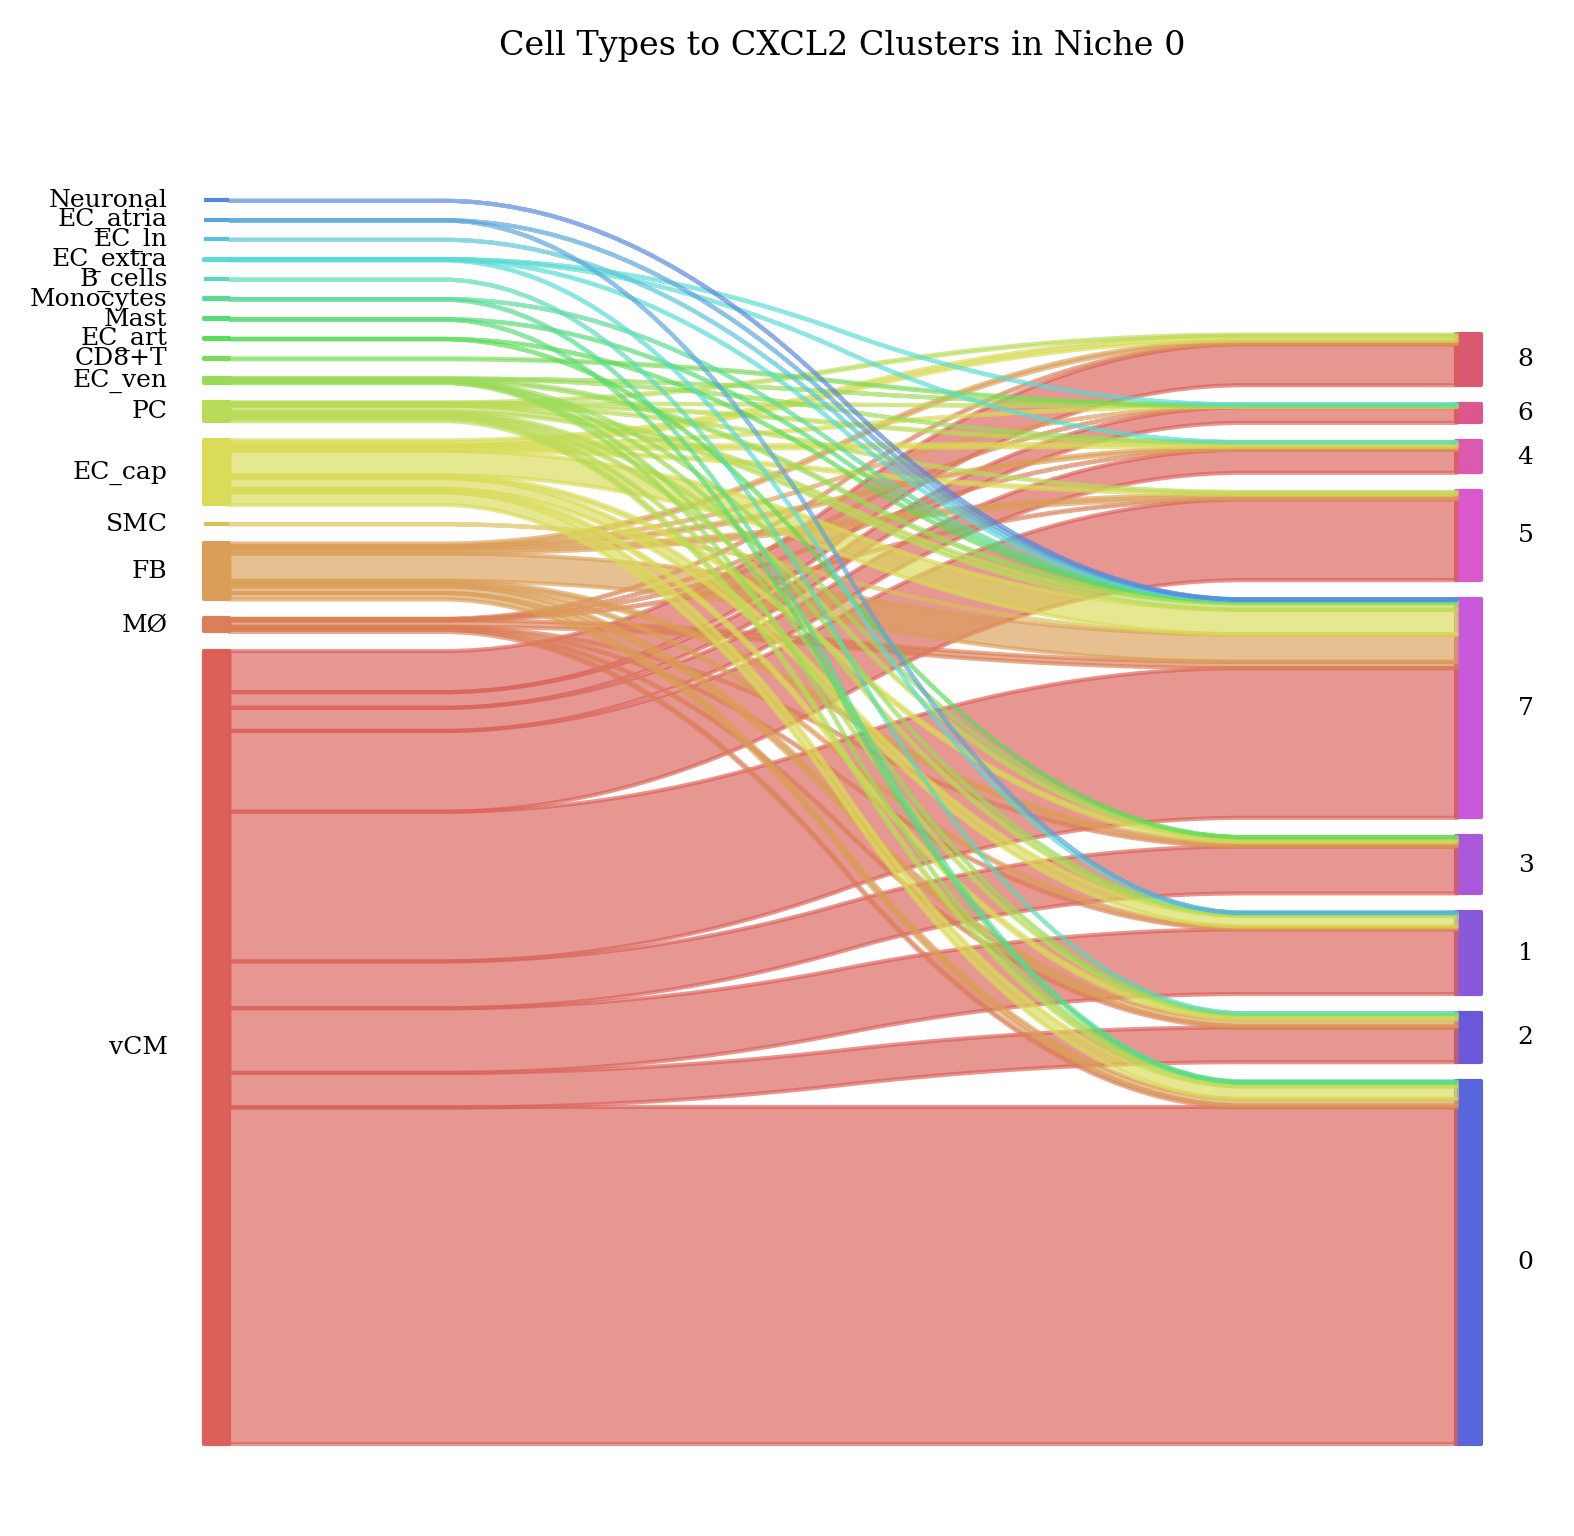 Cell Types to CXCL2 Clusters in Niche 0
Neuronal
EC_atria
EC_ln
EC_extra
B_cells
Monocytes
Mast
EC_art
CD8+T
EC_ven
PC
EC_cap
SMC
FB
MØ
vCM
8
6
4
5
7
3
1
2
0